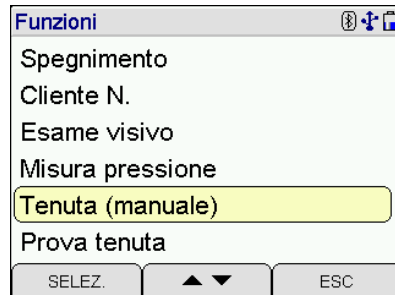 Funzioni
Spegnimento
Cliente N.
Esame visivo
Misura pressione
Tenuta (manuale)
Prova tenuta
SELEZ. ▲ ▼ ESC